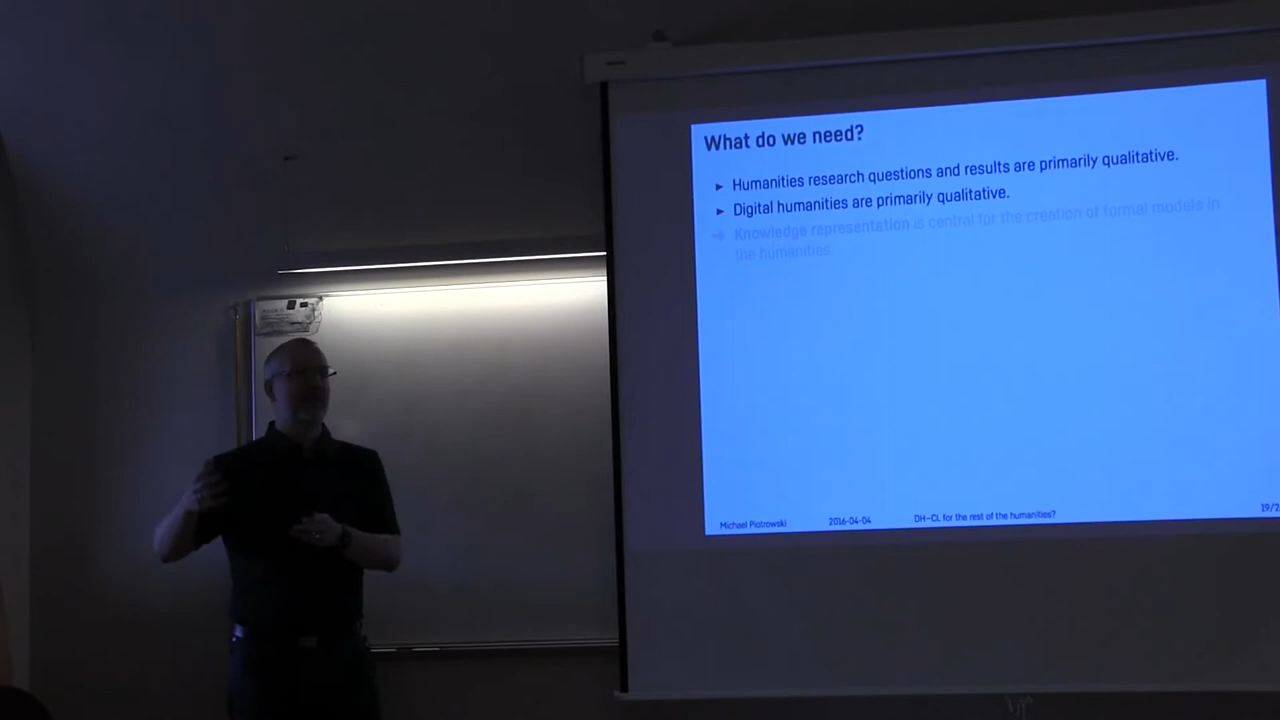 What do we need?
► Humanities research questions and results are primarily qualitative.
► Digital humanities are primarily qualitative.
➔ Knowledge representation is central for the creation of formal models in
the humanities.
Michael Piotrowski 2016-04-04 DH–CL for the rest of the humanities? 19/2